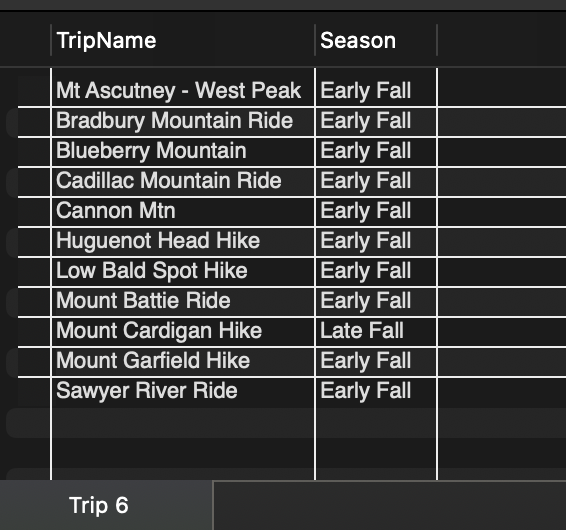 TripName Season
Mt Ascutney - West Peak Early Fall
Bradbury Mountain Ride Early Fall
Blueberry Mountain Early Fall
Cadillac Mountain Ride Early Fall
Cannon Mtn Early Fall
Huguenot Head Hike Early Fall
Low Bald Spot Hike Early Fall
Mount Battie Ride Early Fall
Mount Cardigan Hike Late Fall
Mount Garfield Hike Early Fall
Sawyer River Ride Early Fall
Trip 6